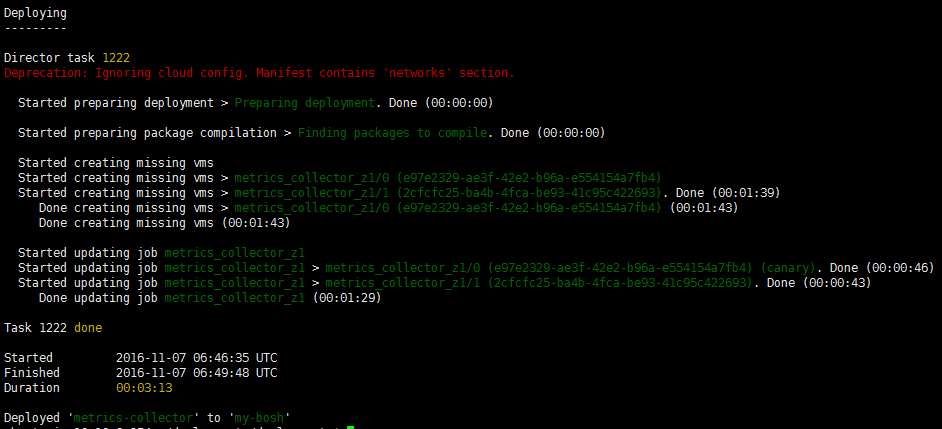 Deploying
---------
Director task 1222
Deprecation: Ignoring cloud config. Manifest contains 'networks' section.
Started preparing deployment > Preparing deployment. Done (00:00:00)
Started preparing package compilation > Finding packages to compile. Done (00:00:00)
Started creating missing vms
Started creating missing vms > metrics_collector_z1/0 (e97e2329-ae3f-42e2-b96a-e554154a7fb4)
Started creating missing vms > metrics_collector_z1/1 (2cfcfc25-ba4b-4fca-be93-41c95c422693). Done (00:01:39)
Done creating missing vms > metrics_collector_z1/0 (e97e2329-ae3f-42e2-b96a-e554154a7fb4) (00:01:43)
Done creating missing vms (00:01:43)
Started updating job metrics_collector_z1
Started updating job metrics_collector_z1 > metrics_collector_z1/0 (e97e2329-ae3f-42e2-b96a-e554154a7fb4) (canary). Done (00:00:46)
Started updating job metrics_collector_z1 > metrics_collector_z1/1 (2cfcfc25-ba4b-4fca-be93-41c95c422693). Done (00:00:43)
Done updating job metrics_collector_z1 (00:01:29)
Task 1222 done
Started 2016-11-07 06:46:35 UTC
Finished 2016-11-07 06:49:48 UTC
Duration 00:03:13
Deployed 'metrics-collector' to 'my-bosh'